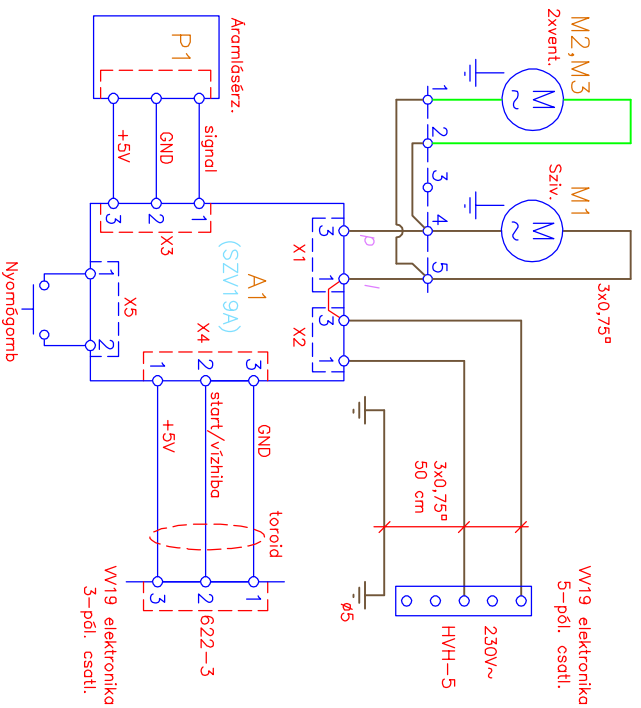 M2,M3
2xvent.
M
~
1
2
3
4
5
M1
Sziv.
M
~
3x0,75□
Áramlásérz.
P1
signal
GND
+5V
1
2
3
X3
A1
(SZV19A)
p
l
3
X1
1
3
X2
1
X5
1
2
Nyomógomb
X4
3
2
1
GND
start/vízhiba
+5V
toroid
1
2
3
622-3
VV19 elektronika
3-pól. csatl.
3x0,75□
50 cm
ø5
230V~
HVH-5
VV19 elektronika
5-pól. csatl.